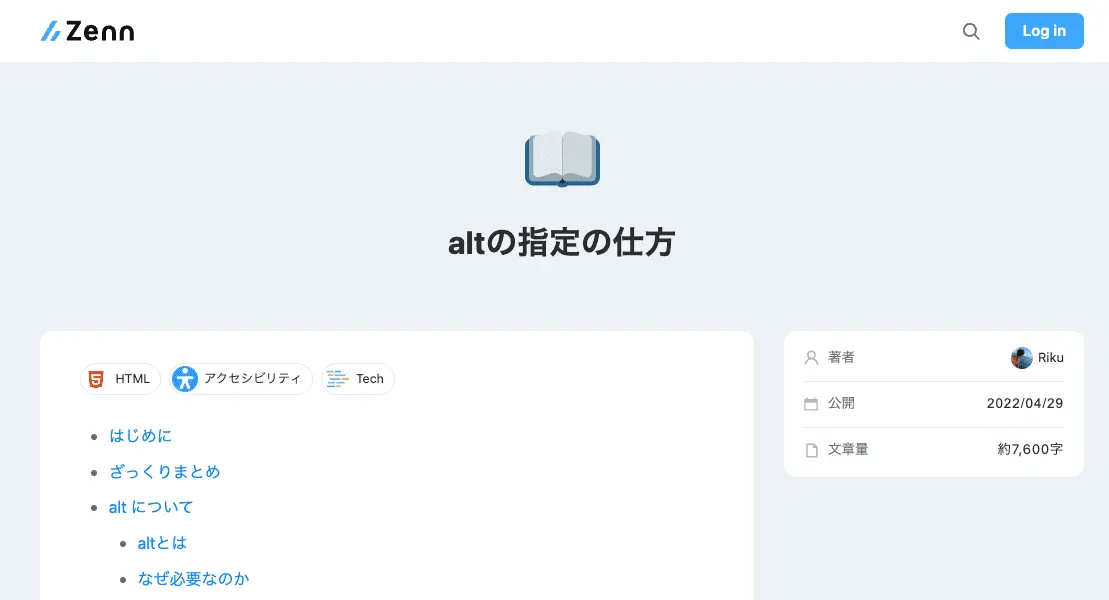 Zenn
Log in
altの指定の仕方
HTML アクセシビリティ Tech
はじめに
ざっくりまとめ
alt について
altとは
なぜ必要なのか
著者 Riku
公開 2022/04/29
文章量 約7,600字